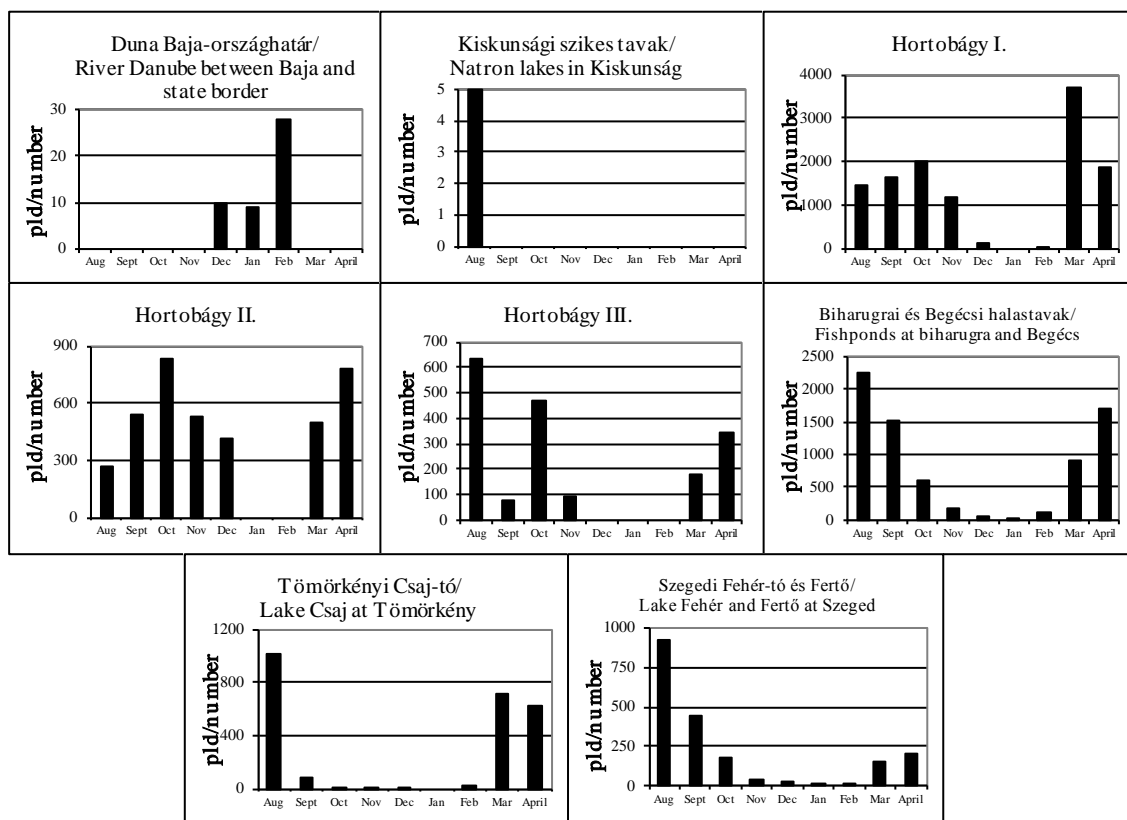 Duna Baja-országhatár/
River Danube between Baja and
state border
30
20
10
0
pld/number
Aug Sept Oct Nov Dec Jan Feb Mar April
Kiskunsági szikes tavak/
Natron lakes in Kiskunság
5
4
3
2
1
0
pld/number
Aug Sept Oct Nov Dec Jan Feb Mar April
Hortobágy I.
4000
3000
2000
1000
0
pld/number
Aug Sept Oct Nov Dec Jan Feb Mar April
Hortobágy II.
900
600
300
0
pld/number
Aug Sept Oct Nov Dec Jan Feb Mar April
Hortobágy III.
700
600
500
400
300
200
100
0
pld/number
Aug Sept Oct Nov Dec Jan Feb Mar April
Biharugrai és Begécsi halastavak/
Fishponds at biharugra and Begécs
2500
2000
1500
1000
500
0
pld/number
Aug Sept Oct Nov Dec Jan Feb Mar April
Tömörkényi Csaj-tó/
Lake Csaj at Tömörkény
1200
800
400
0
pld/number
Aug Sept Oct Nov Dec Jan Feb Mar April
Szegedi Fehér-tó és Fertő/
Lake Fehér and Fertő at Szeged
1000
750
500
250
0
pld/number
Aug Sept Oct Nov Dec Jan Feb Mar April